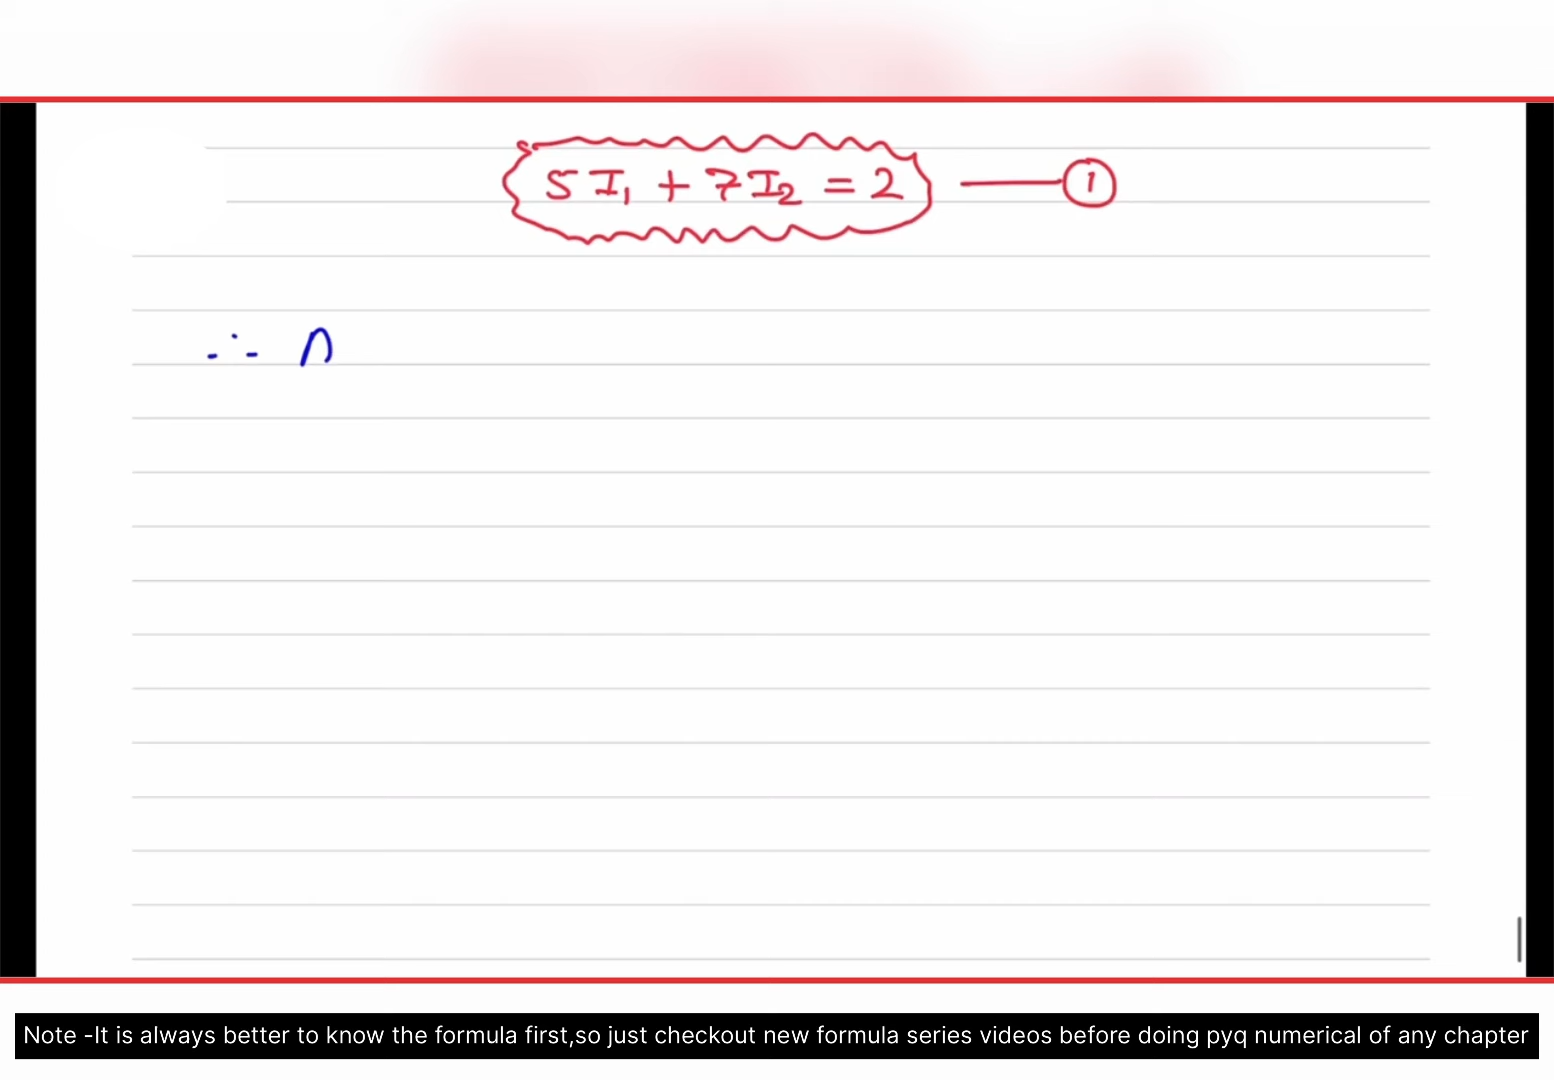 5I₁ + 7I₂ = 2 —— ①
∴
Note -It is always better to know the formula first,so just checkout new formula series videos before doing pyq numerical of any chapter